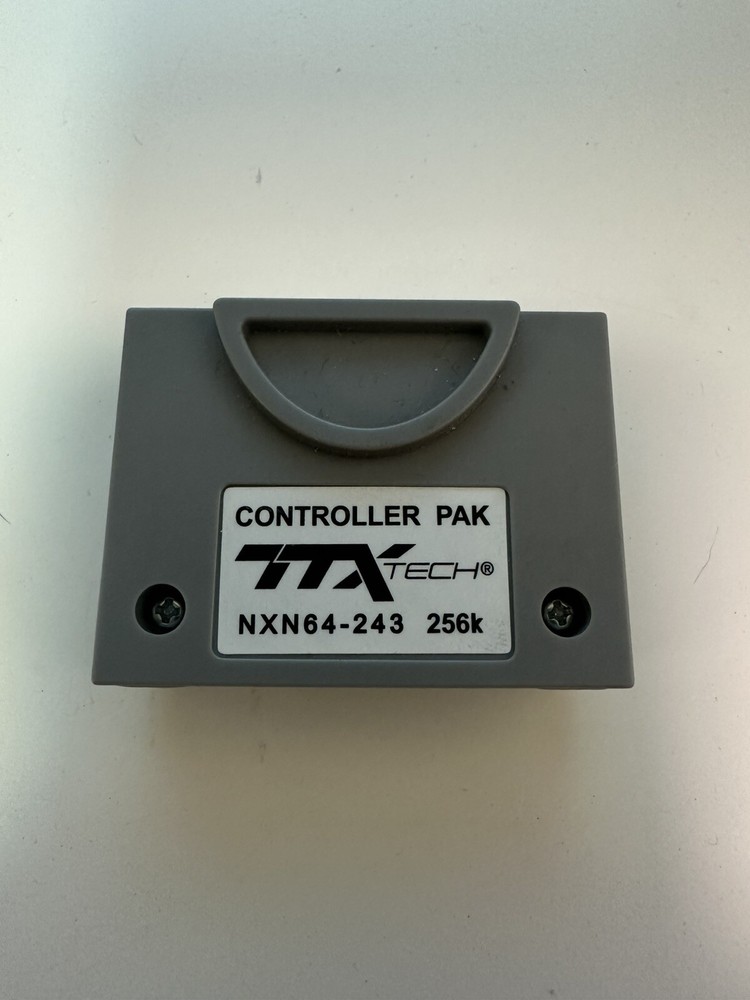 CONTROLLER PAK
TTX TECH®
NXN64-243 256k